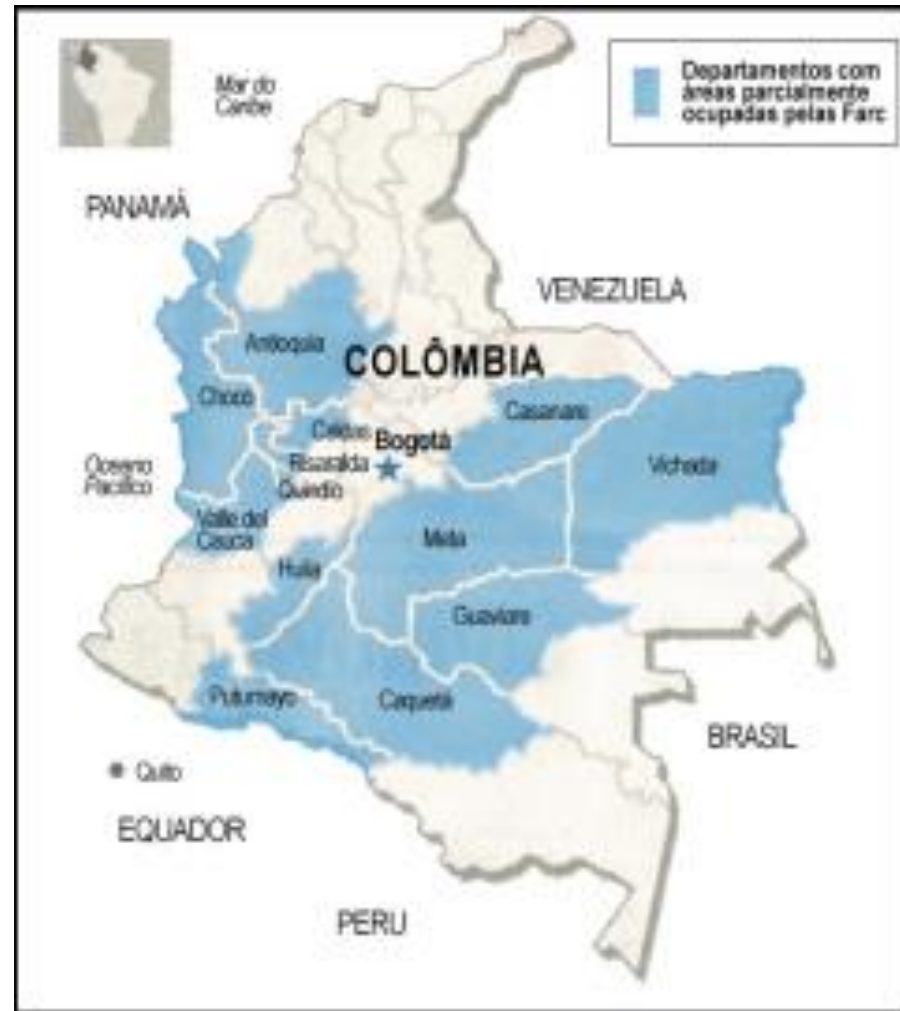 Mar do
Caribe
Departamentos com
áreas parcialmente
ocupadas pelas Farc
PANAMÁ
VENEZUELA
Antioquia
COLÔMBIA
Chocó
Casanare
Caldas
Bogotá
Risaralda
Vichada
Oceano
Pacífico
Quindío
Valle del
Cauca
Meta
Huila
Guaviare
Putumayo
Caquetá
BRASIL
Quito
EQUADOR
PERU